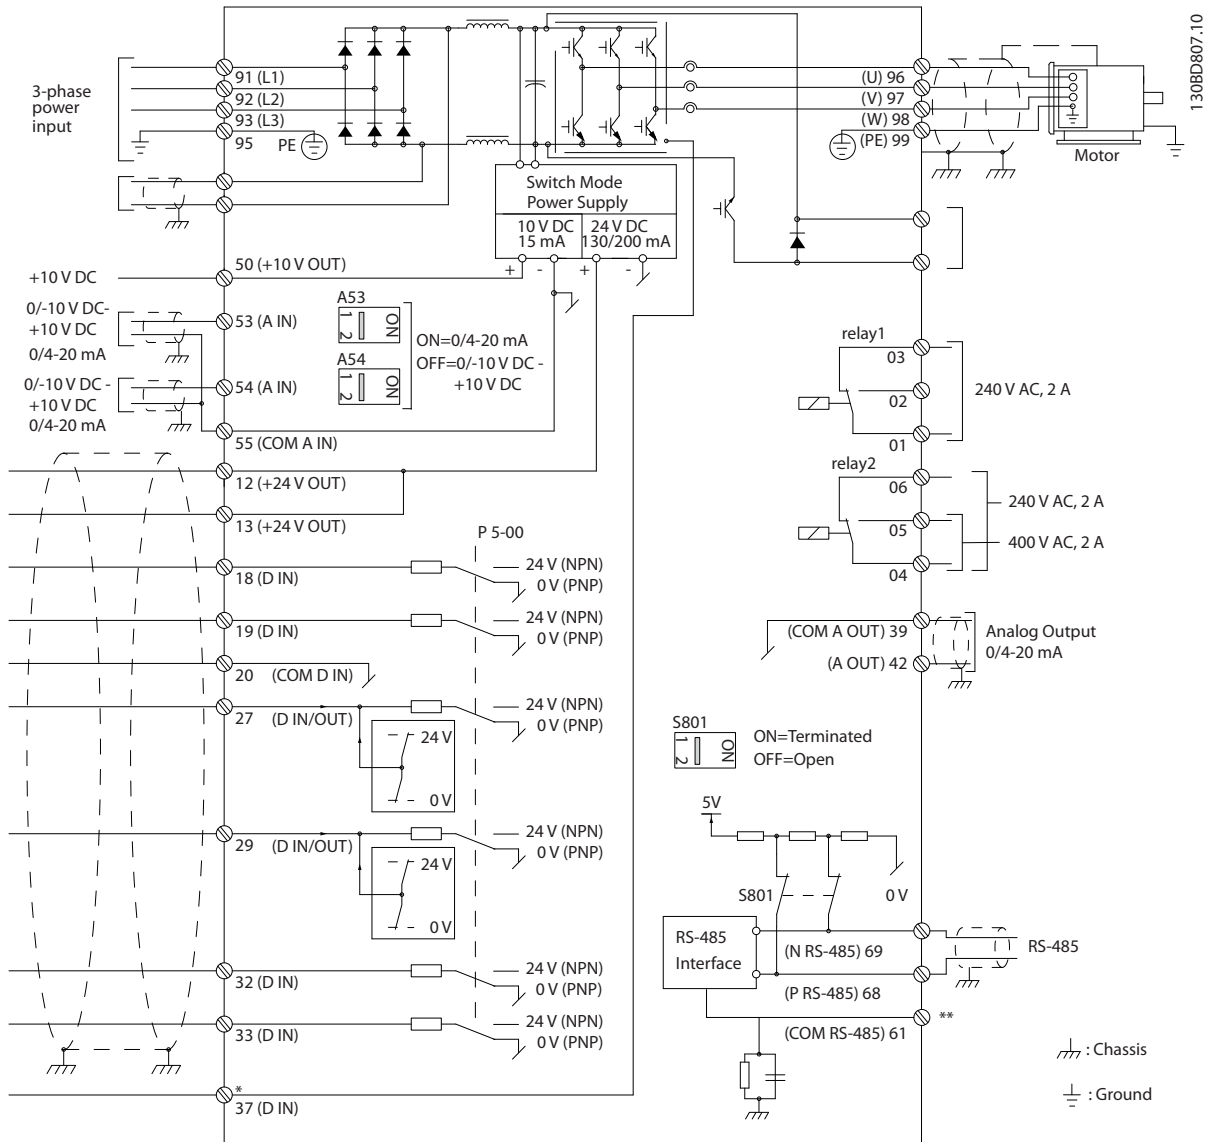 130BD807.10
3-phase
power
input
91 (L1)
92 (L2)
93 (L3)
95 PE
(U) 96
(V) 97
(W) 98
(PE) 99
Motor
Switch Mode
Power Supply
10 V DC
15 mA
24 V DC
130/200 mA
+ - + -
+10 V DC
50 (+10 V OUT)
0/-10 V DC-
+10 V DC
0/4-20 mA
53 (A IN)
0/-10 V DC -
+10 V DC
0/4-20 mA
54 (A IN)
55 (COM A IN)
A53
1 2 ON
A54
1 2 ON
ON=0/4-20 mA
OFF=0/-10 V DC -
+10 V DC
12 (+24 V OUT)
13 (+24 V OUT)
P 5-00
18 (D IN)
24 V (NPN)
0 V (PNP)
19 (D IN)
24 V (NPN)
0 V (PNP)
20 (COM D IN)
27 (D IN/OUT)
24 V (NPN)
0 V (PNP)
24 V
0 V
29 (D IN/OUT)
24 V (NPN)
0 V (PNP)
24 V
0 V
32 (D IN)
24 V (NPN)
0 V (PNP)
33 (D IN)
24 V (NPN)
0 V (PNP)
*
37 (D IN)
relay1
03
02
01
240 V AC, 2 A
relay2
06
05
04
240 V AC, 2 A
400 V AC, 2 A
(COM A OUT) 39
(A OUT) 42
Analog Output
0/4-20 mA
S801
1 2 ON
ON=Terminated
OFF=Open
5V
S801
0 V
RS-485
Interface
(N RS-485) 69
(P RS-485) 68
(COM RS-485) 61
RS-485
**
: Chassis
: Ground